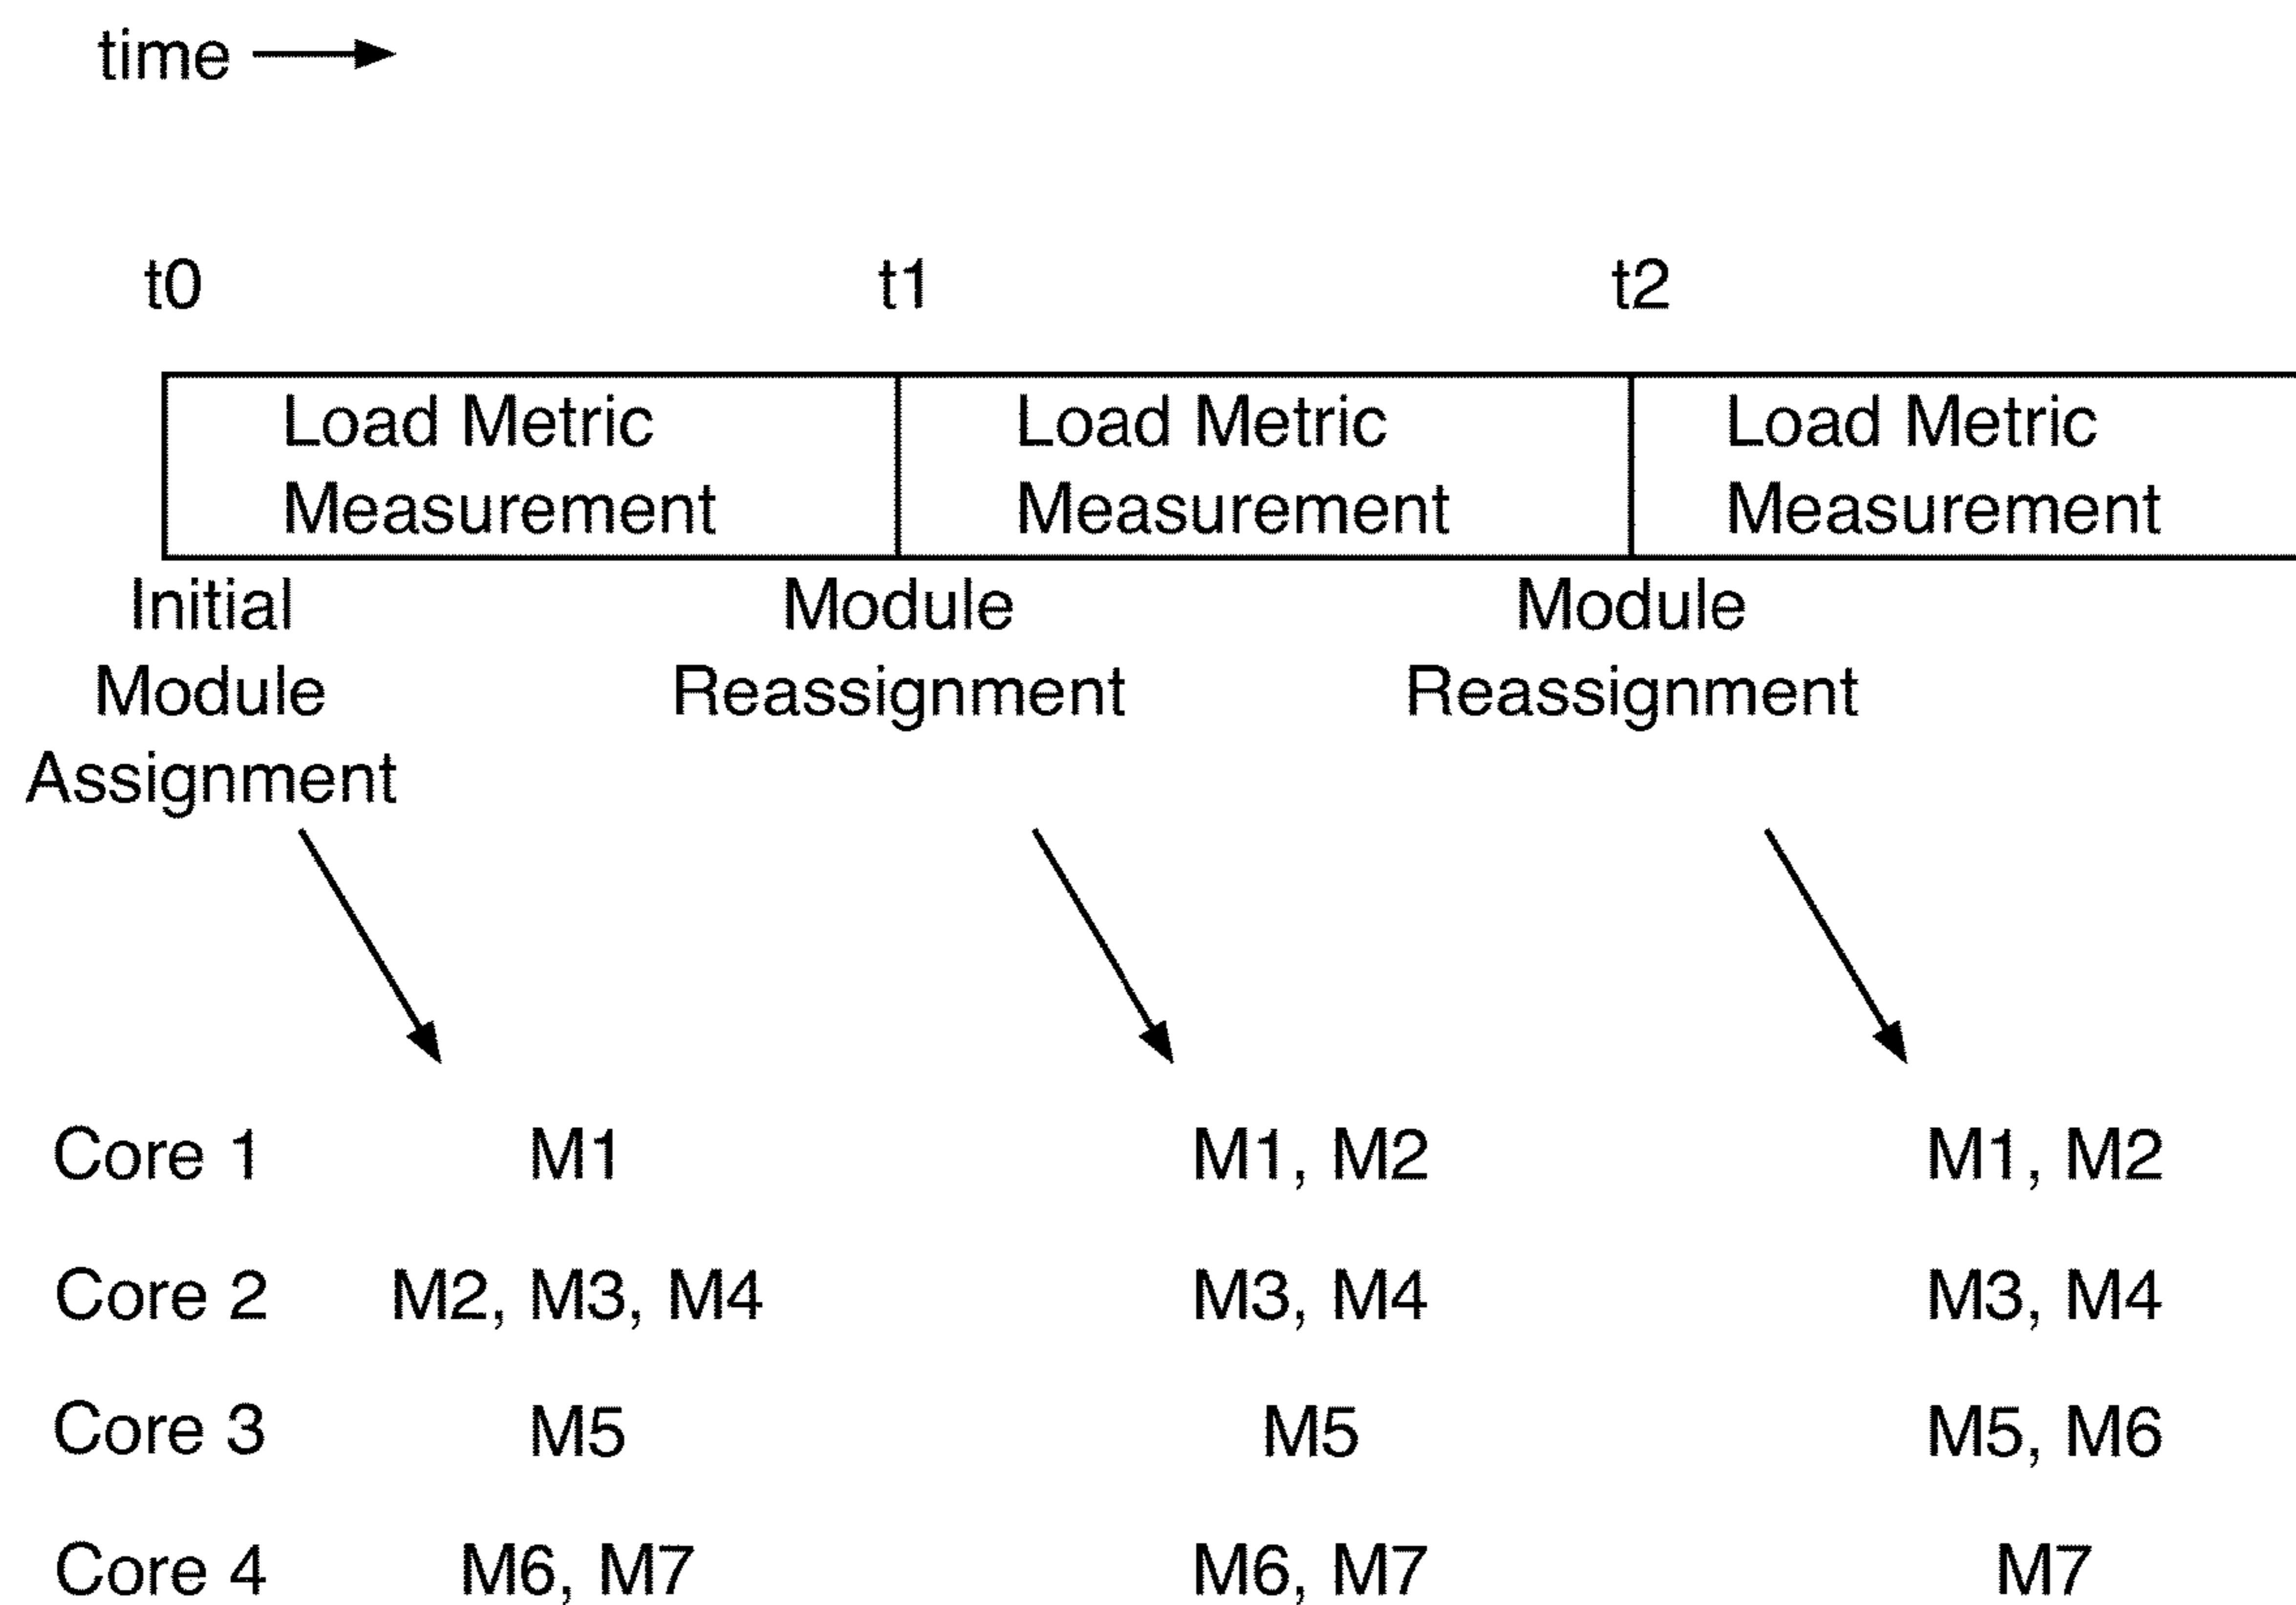 time
t0 t1 t2
Load Metric Load Metric Load Metric
Measurement Measurement Measurement
Initial Module Module
Module Reassignment Reassignment
Assignment
Core 1 M1 M1, M2 M1, M2
Core 2 M2, M3, M4 M3, M4 M3, M4
Core 3 M5 M5 M5, M6
Core 4 M6, M7 M6, M7 M7